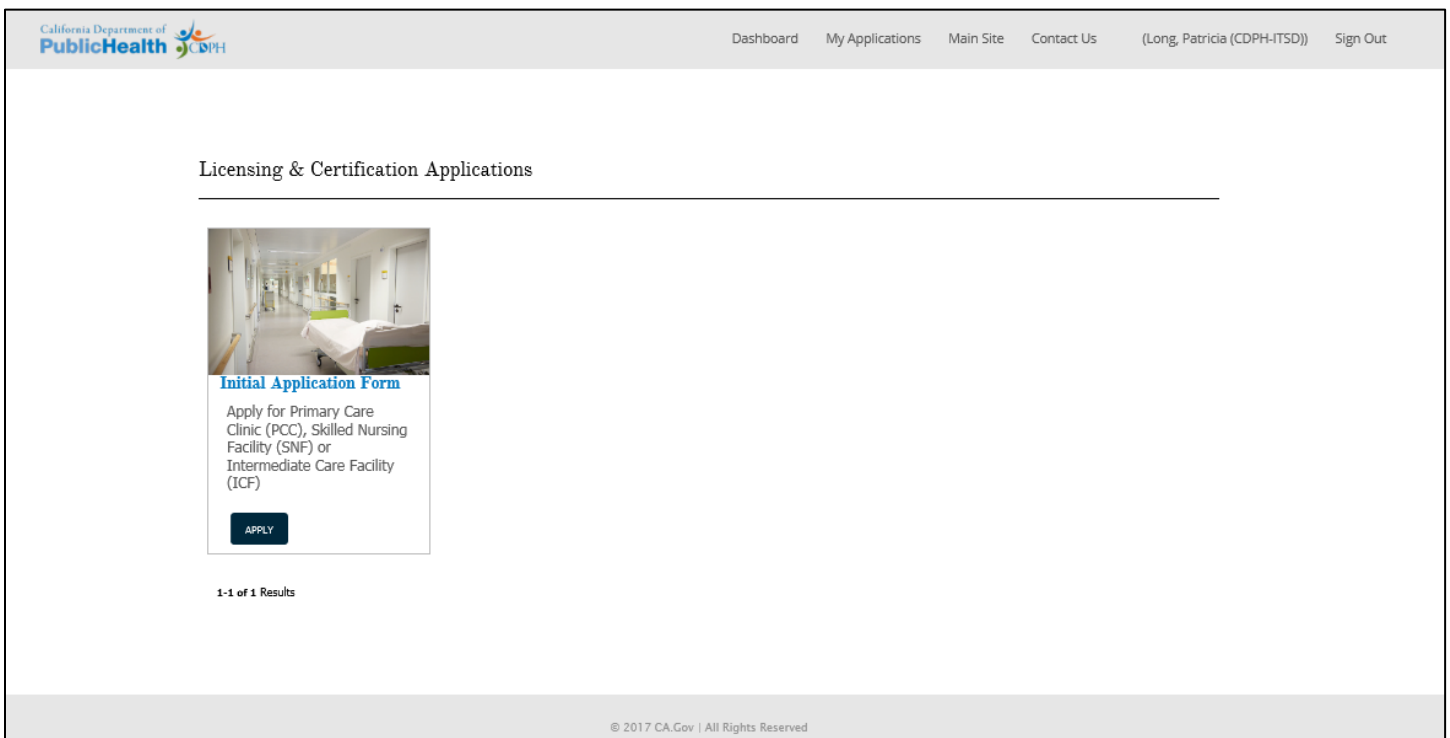 California Department of
PublicHealth CDPH
Dashboard My Applications Main Site Contact Us (Long, Patricia (CDPH-ITSD)) Sign Out
Licensing & Certification Applications
Initial Application Form
Apply for Primary Care
Clinic (PCC), Skilled Nursing
Facility (SNF) or
Intermediate Care Facility
(ICF)
APPLY
1-1 of 1 Results
© 2017 CA.Gov | All Rights Reserved